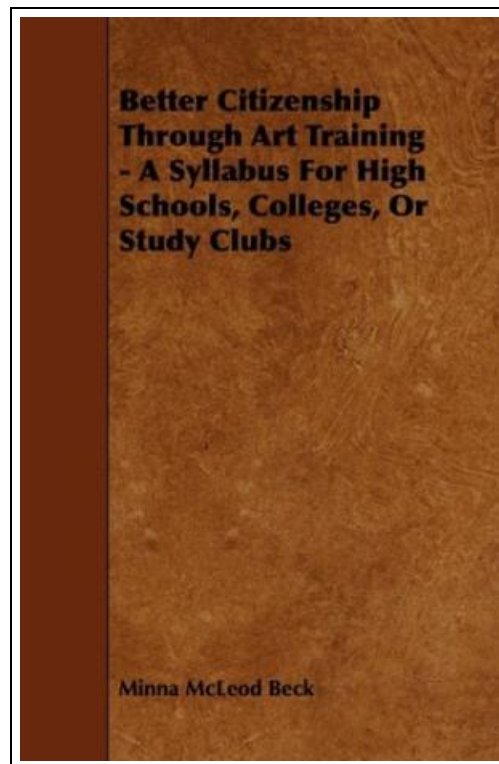 Better Citizenship
Through Art Training
- A Syllabus For High
Schools, Colleges, Or
Study Clubs
Minna McLeod Beck